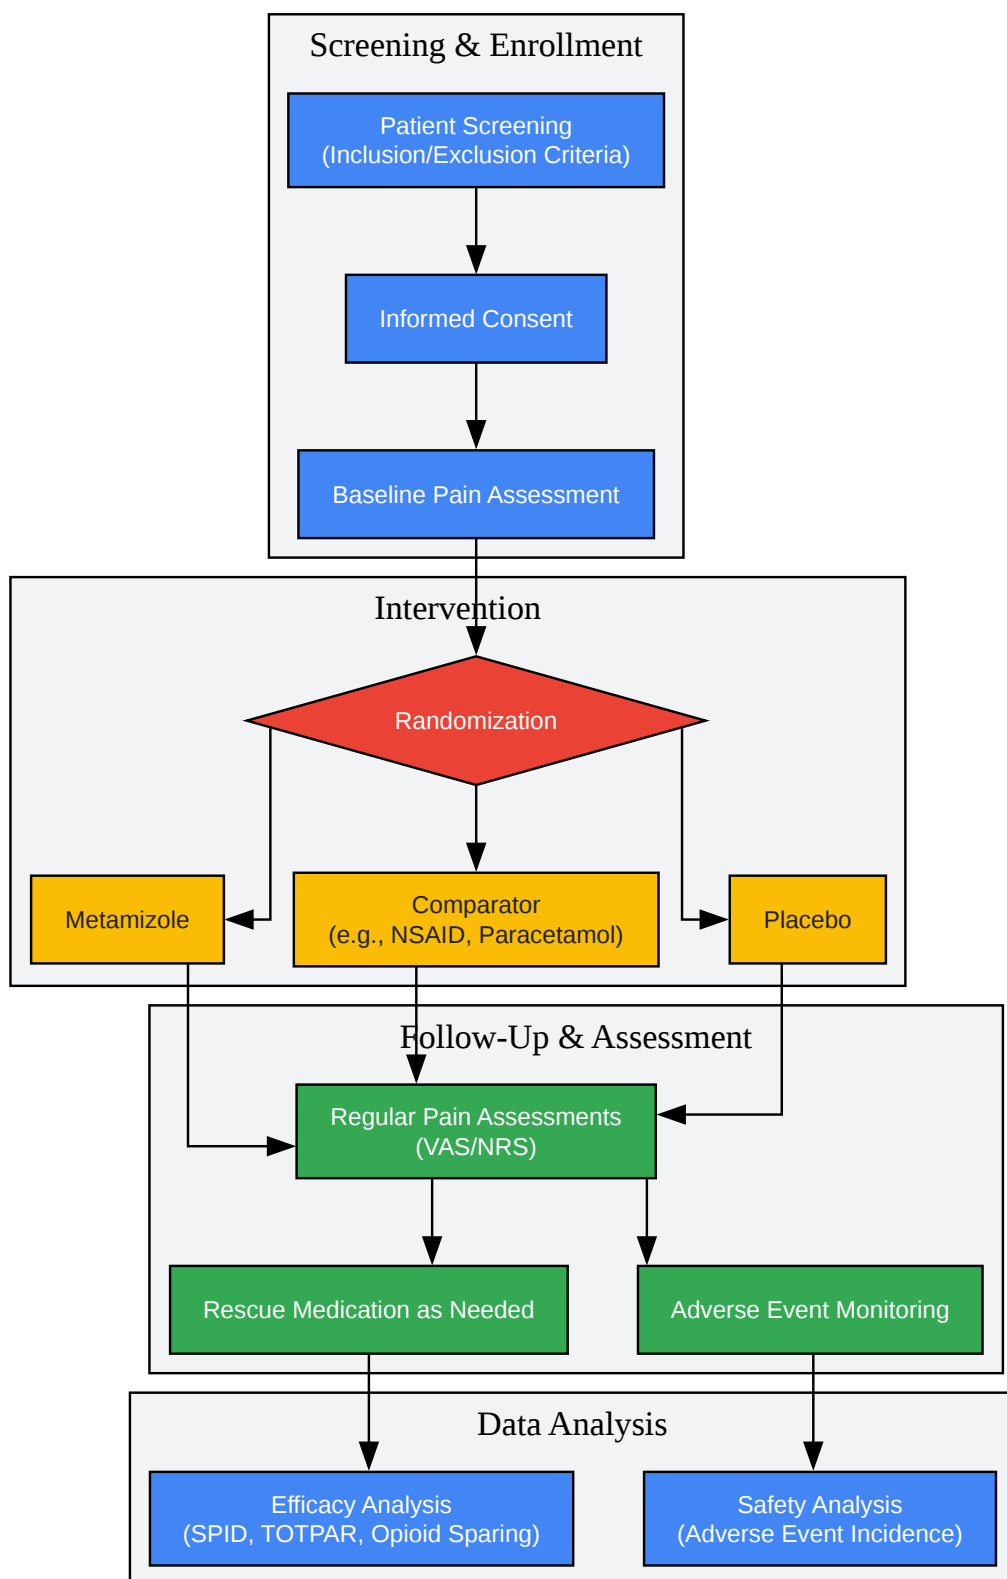 Screening & Enrollment
Patient Screening
(Inclusion/Exclusion Criteria)
Informed Consent
Baseline Pain Assessment
Intervention
Randomization
Metamizole
Comparator
(e.g., NSAID, Paracetamol)
Placebo
Follow-Up & Assessment
Regular Pain Assessments
(VAS/NRS)
Rescue Medication as Needed
Adverse Event Monitoring
Data Analysis
Efficacy Analysis
(SPID, TOTPAR, Opioid Sparing)
Safety Analysis
(Adverse Event Incidence)